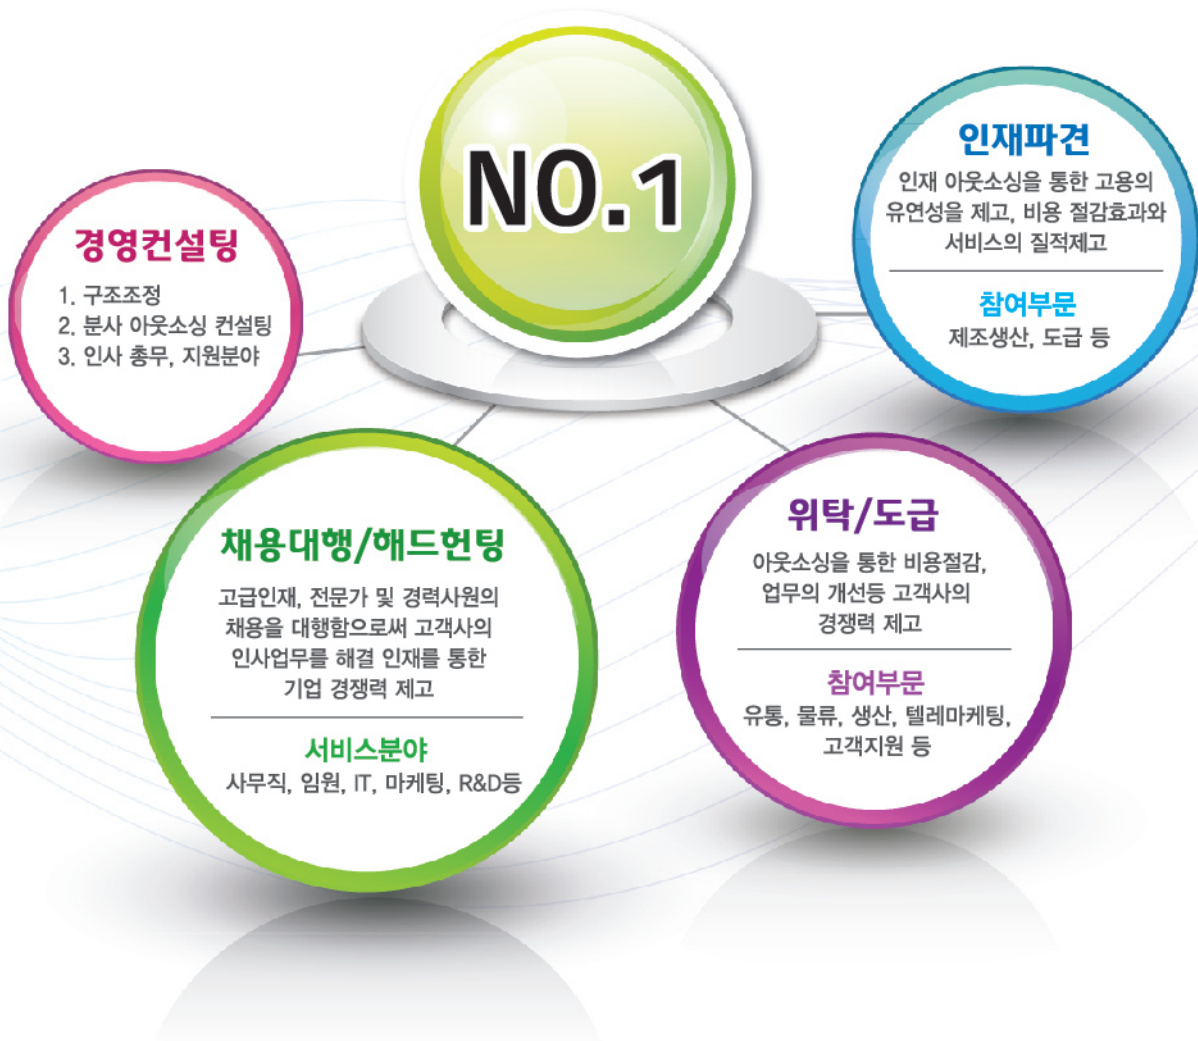 NO.1
경영컨설팅
1. 구조조정
2. 분사 아웃소싱 컨설팅
3. 인사 총무, 지원분야
인재파견
인재 아웃소싱을 통한 고용의
유연성을 제고, 비용 절감효과와
서비스의 질적제고
참여부문
제조생산, 도급 등
채용대행/해드헌팅
고급인재, 전문가 및 경력사원의
채용을 대행함으로써 고객사의
인사업무를 해결 인재를 통한
기업 경쟁력 제고
서비스분야
사무직, 임원, IT, 마케팅, R&D등
위탁/도급
아웃소싱을 통한 비용절감,
업무의 개선등 고객사의
경쟁력 제고
참여부문
유통, 물류, 생산, 텔레마케팅,
고객지원 등